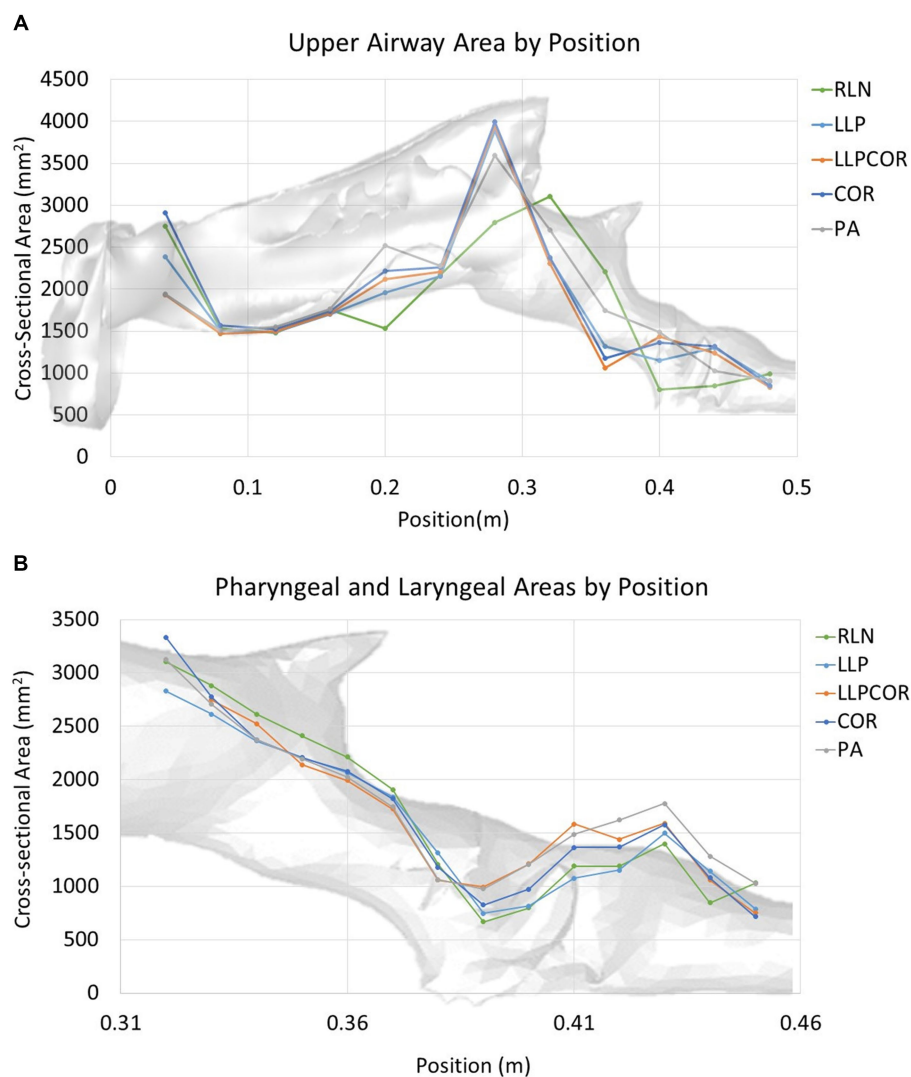 A
Upper Airway Area by Position
Cross-Sectional Area (mm²)
4500
4000
3500
3000
2500
2000
1500
1000
500
0
0 0.1 0.2 0.3 0.4 0.5
Position(m)
RLN
LLP
LLPCOR
COR
PA
B
Pharyngeal and Laryngeal Areas by Position
Cross-sectional Area (mm²)
3500
3000
2500
2000
1500
1000
500
0
0.31 0.36 0.41 0.46
Position (m)
RLN
LLP
LLPCOR
COR
PA